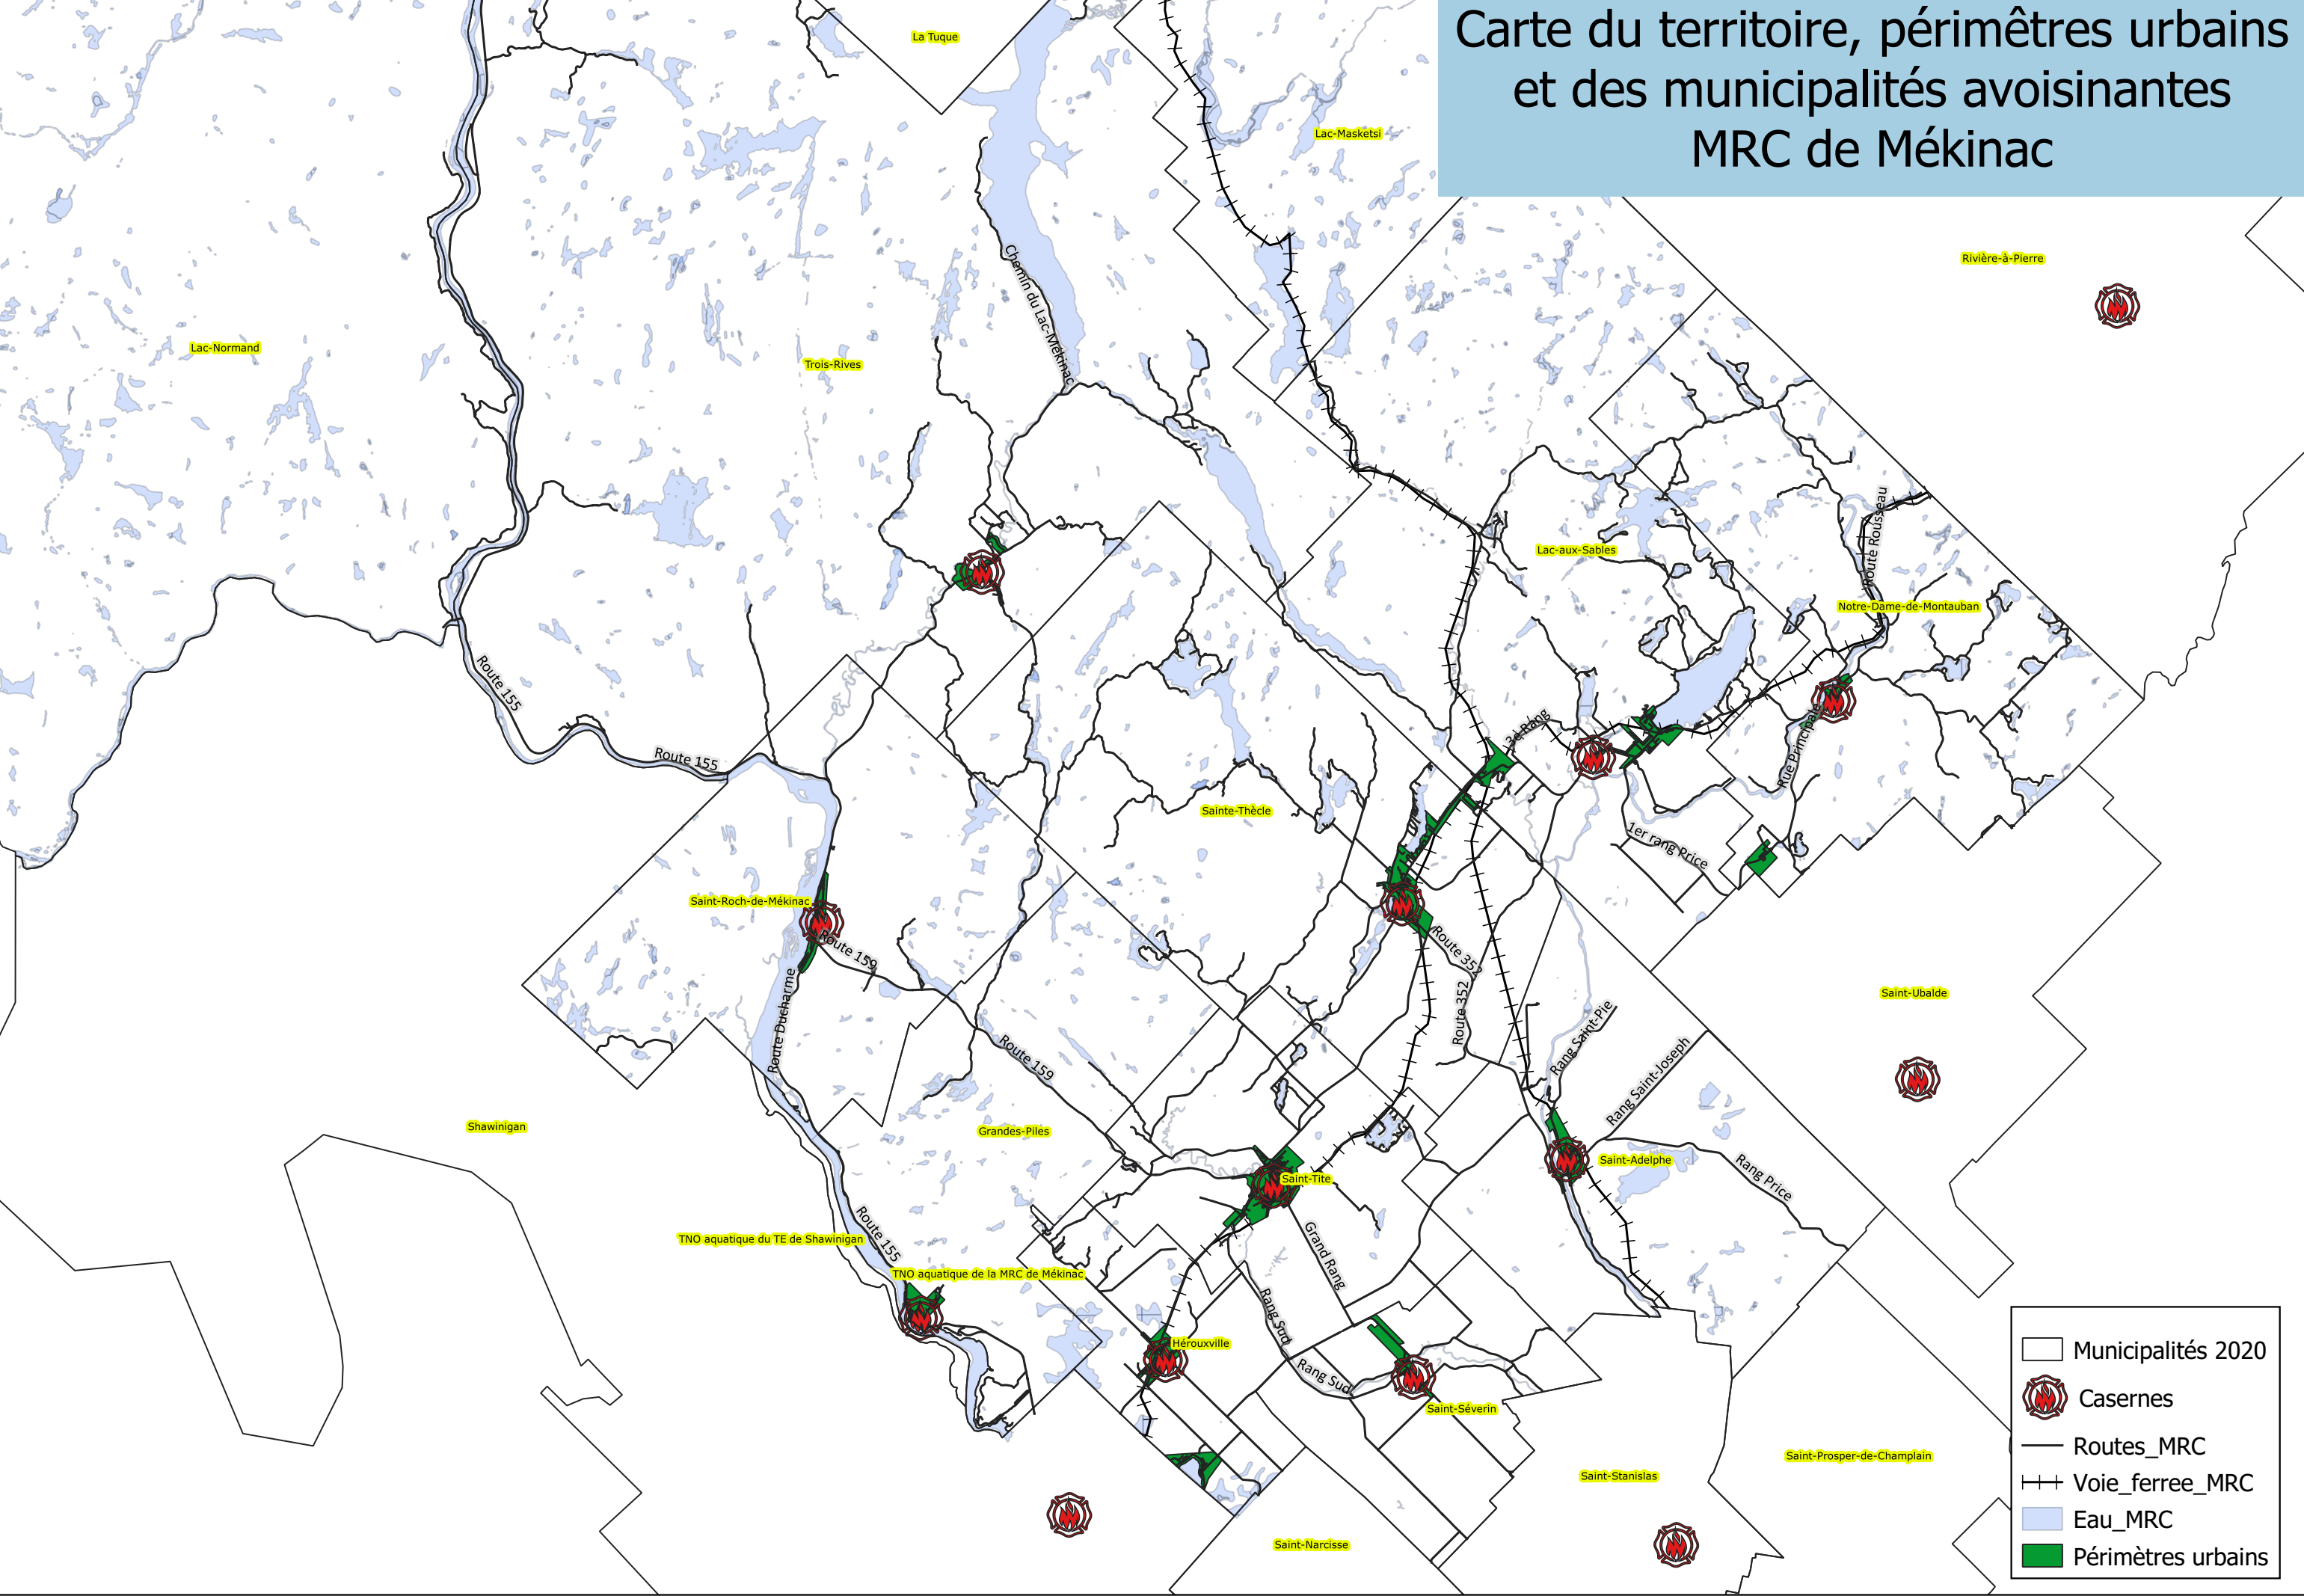 Carte du territoire, périmêtres urbains
et des municipalités avoisinantes
MRC de Mékinac
La Tuque
Lac-Masketsi
Rivière-à-Pierre
Chemin du Lac-Mékinac
Lac-Normand
Trois-Rives
Route Rousseau
Lac-aux-Sables
Notre-Dame-de-Montauban
Route 155
3e Rang
Route 155
Rue Principale
Sainte-Thècle
1er rang Price
Saint-Roch-de-Mékinac
Route 159
Route 352
Saint-Ubalde
Route Ducharme
Route 352
Route 159
Rang Saint-Pie
Rang Saint-Joseph
Shawinigan
Grandes-Piles
Saint-Adelphe
Rang Price
Saint-Tite
Route 155
TNO aquatique du TE de Shawinigan
Grand Rang
TNO aquatique de la MRC de Mékinac
Rang Sud
Hérouxville
Rang Sud
Saint-Séverin
Saint-Prosper-de-Champlain
Saint-Stanislas
Saint-Narcisse
Municipalités 2020
Casernes
Routes_MRC
Voie_ferree_MRC
Eau_MRC
Périmètres urbains